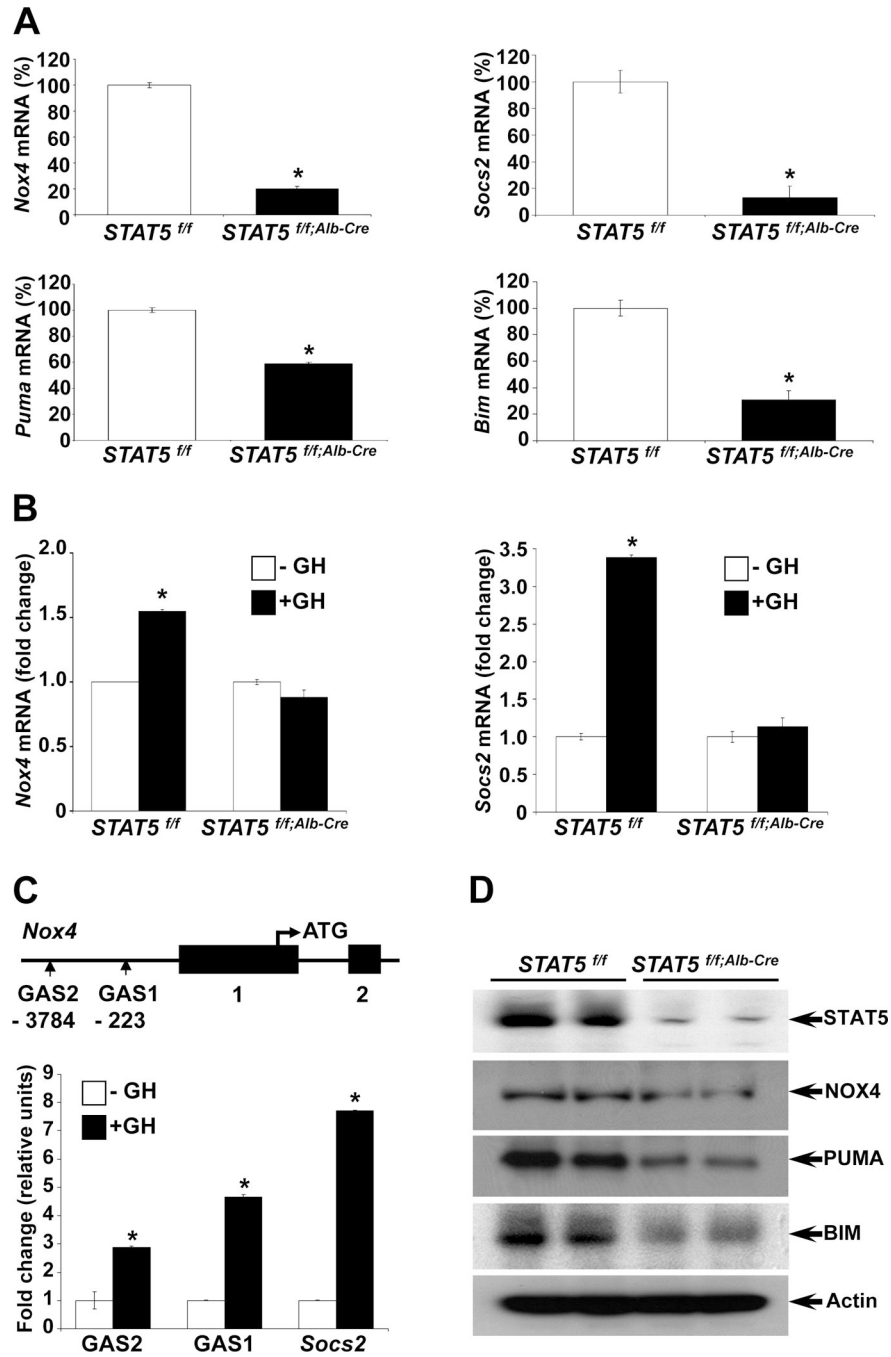 A
Nox4 mRNA (%)
120
100
80
60
40
20
0
*
STAT5 f/f
STAT5 f/f;Alb-Cre
Socs2 mRNA (%)
120
100
80
60
40
20
0
*
STAT5 f/f
STAT5 f/f;Alb-Cre
Puma mRNA (%)
120
100
80
60
40
20
0
*
STAT5 f/f
STAT5 f/f;Alb-Cre
Bim mRNA (%)
120
100
80
60
40
20
0
*
STAT5 f/f
STAT5 f/f;Alb-Cre
B
Nox4 mRNA (fold change)
2.0
1.5
1.0
0.5
0
*
- GH
+GH
STAT5 f/f
STAT5 f/f;Alb-Cre
Socs2 mRNA (fold change)
3.5
3.0
2.5
2.0
1.5
1.0
0.5
0
*
- GH
+GH
STAT5 f/f
STAT5 f/f;Alb-Cre
C
Nox4
ATG
GAS2
- 3784
GAS1
- 223
1
2
Fold change (relative units)
9
8
7
6
5
4
3
2
1
0
- GH
+GH
*
*
*
GAS2
GAS1
Socs2
D
STAT5 f/f
STAT5 f/f;Alb-Cre
STAT5
NOX4
PUMA
BIM
Actin